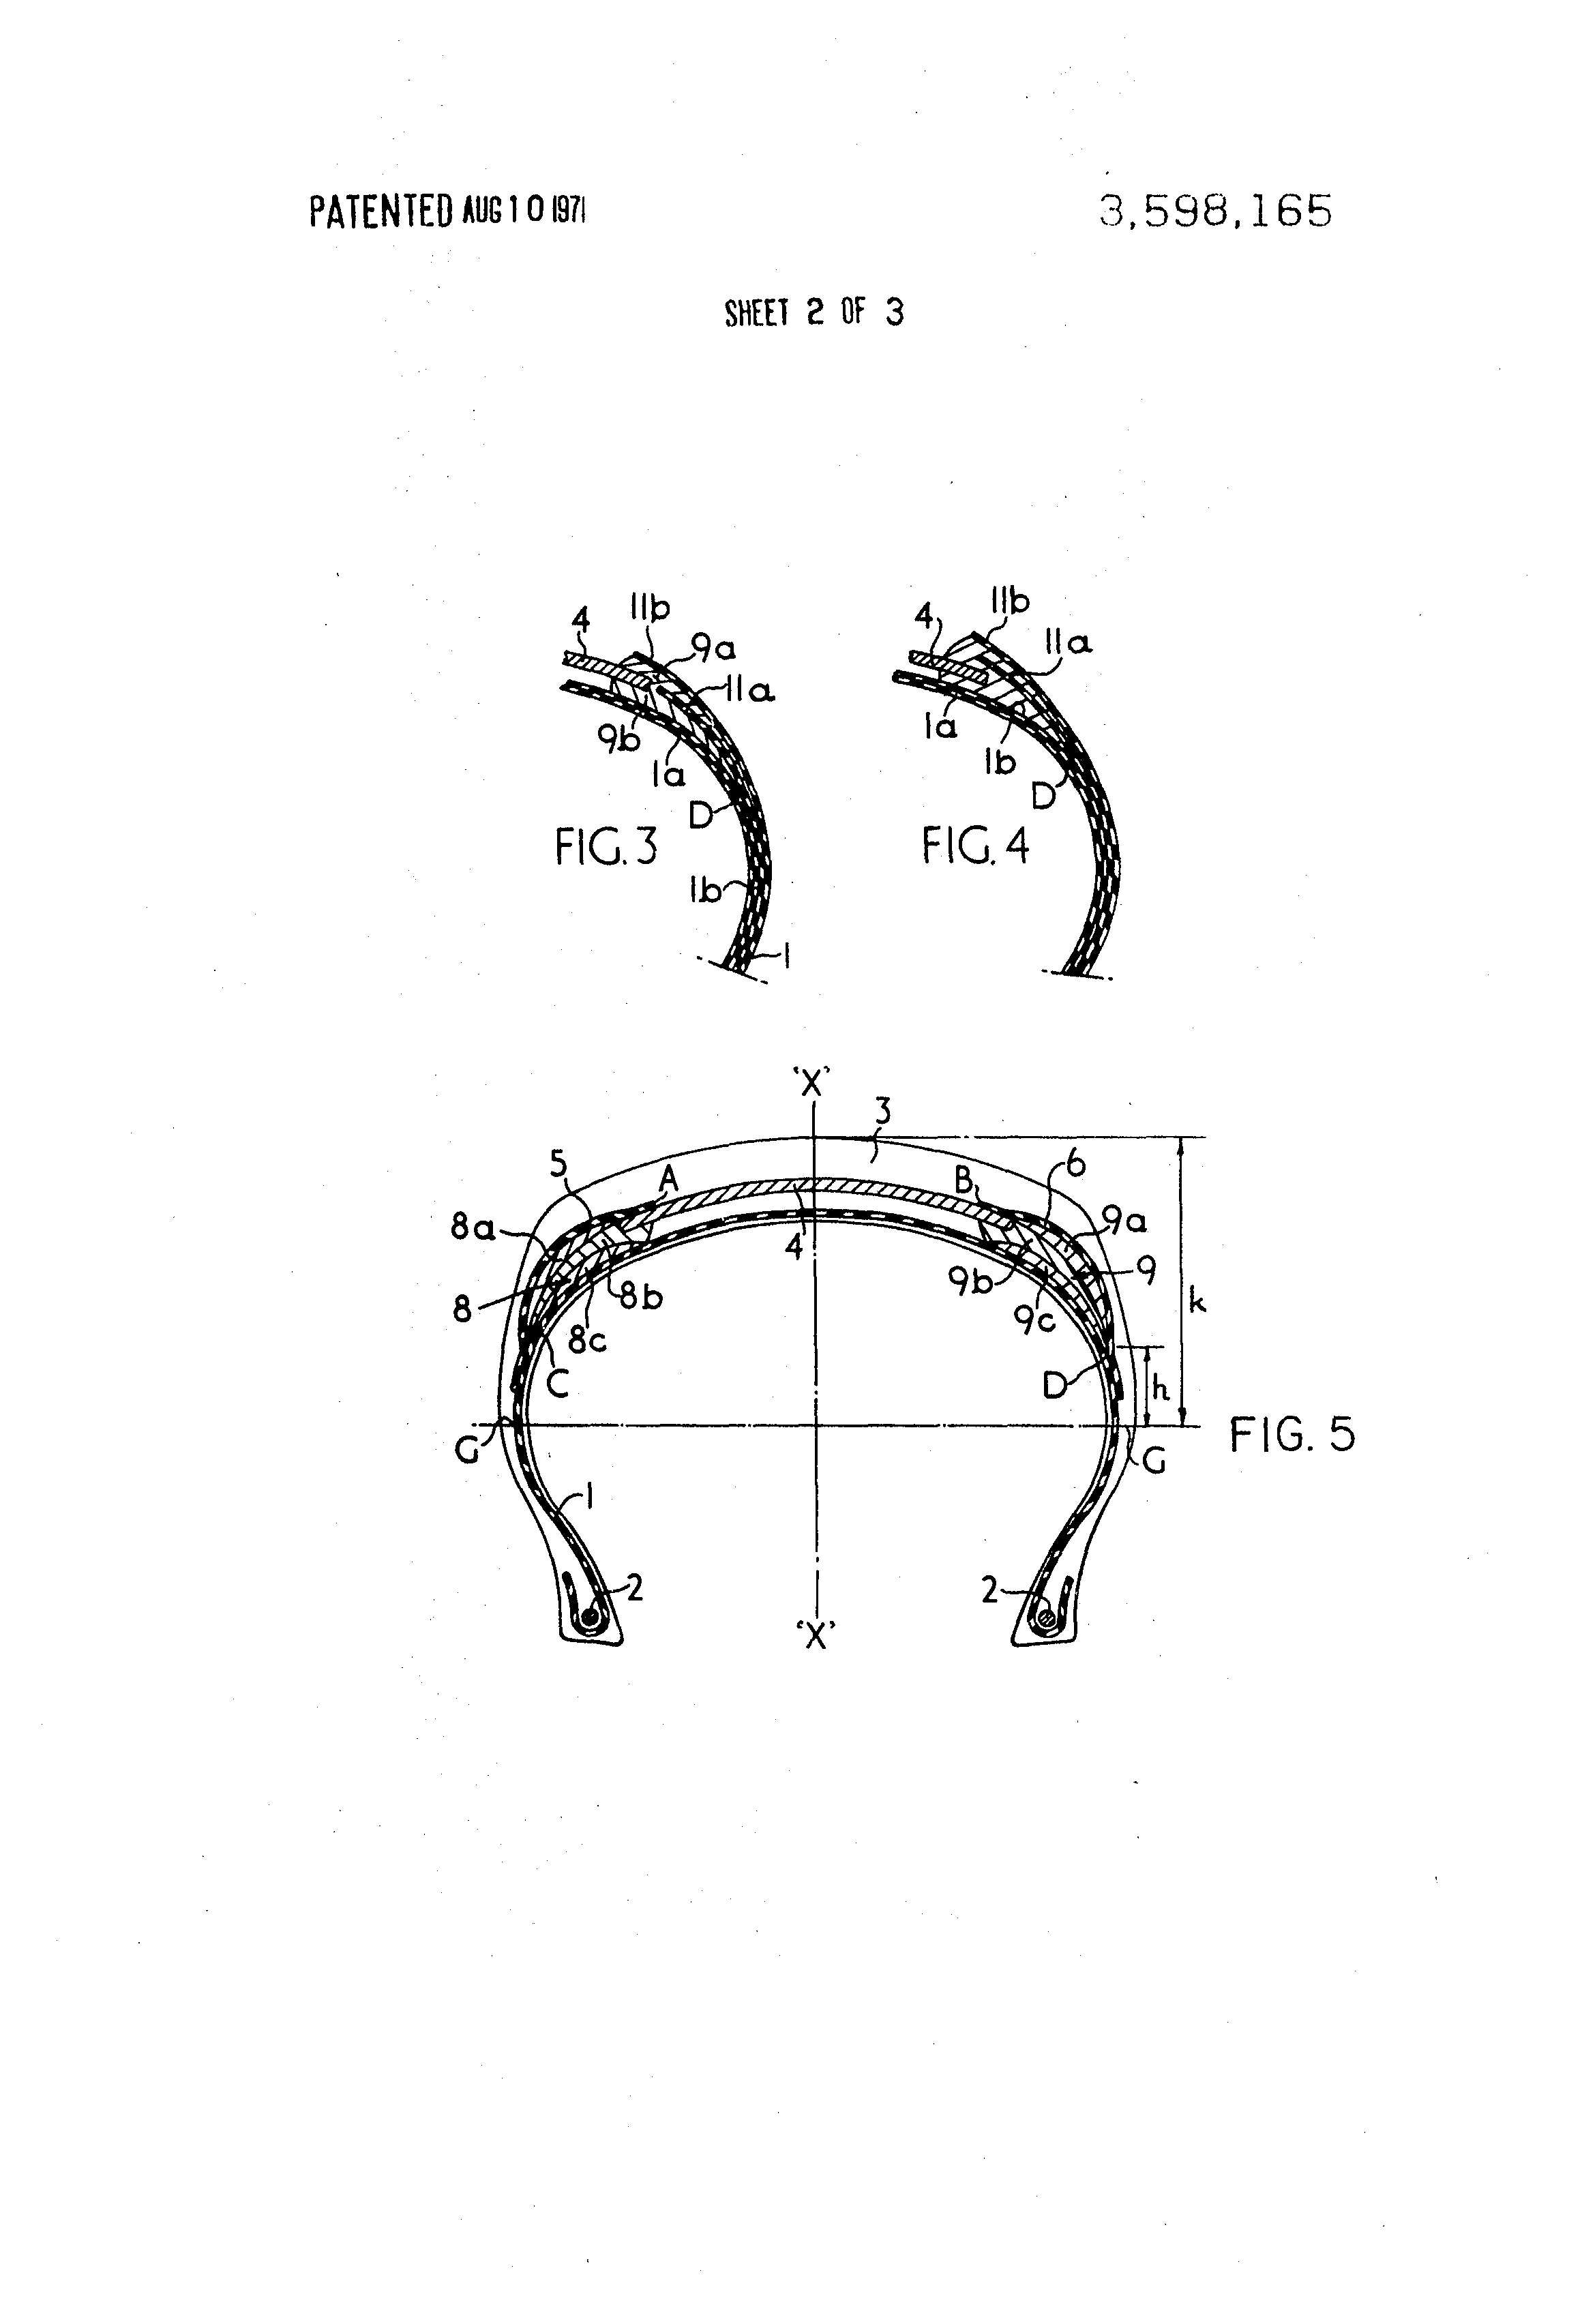 PATENTED AUG 10 1971 3,598,165
SHEET 2 OF 3
4 11b 9a 11a 9b 1a D 1b 1
FIG. 3
4 11b 11a 1a 1b D
FIG. 4
'X'
3
5 A B 6
8a 9a
4
8 8b 9b 9 k
8c 9c
C D h
G G
FIG. 5
1
2 2
'X'